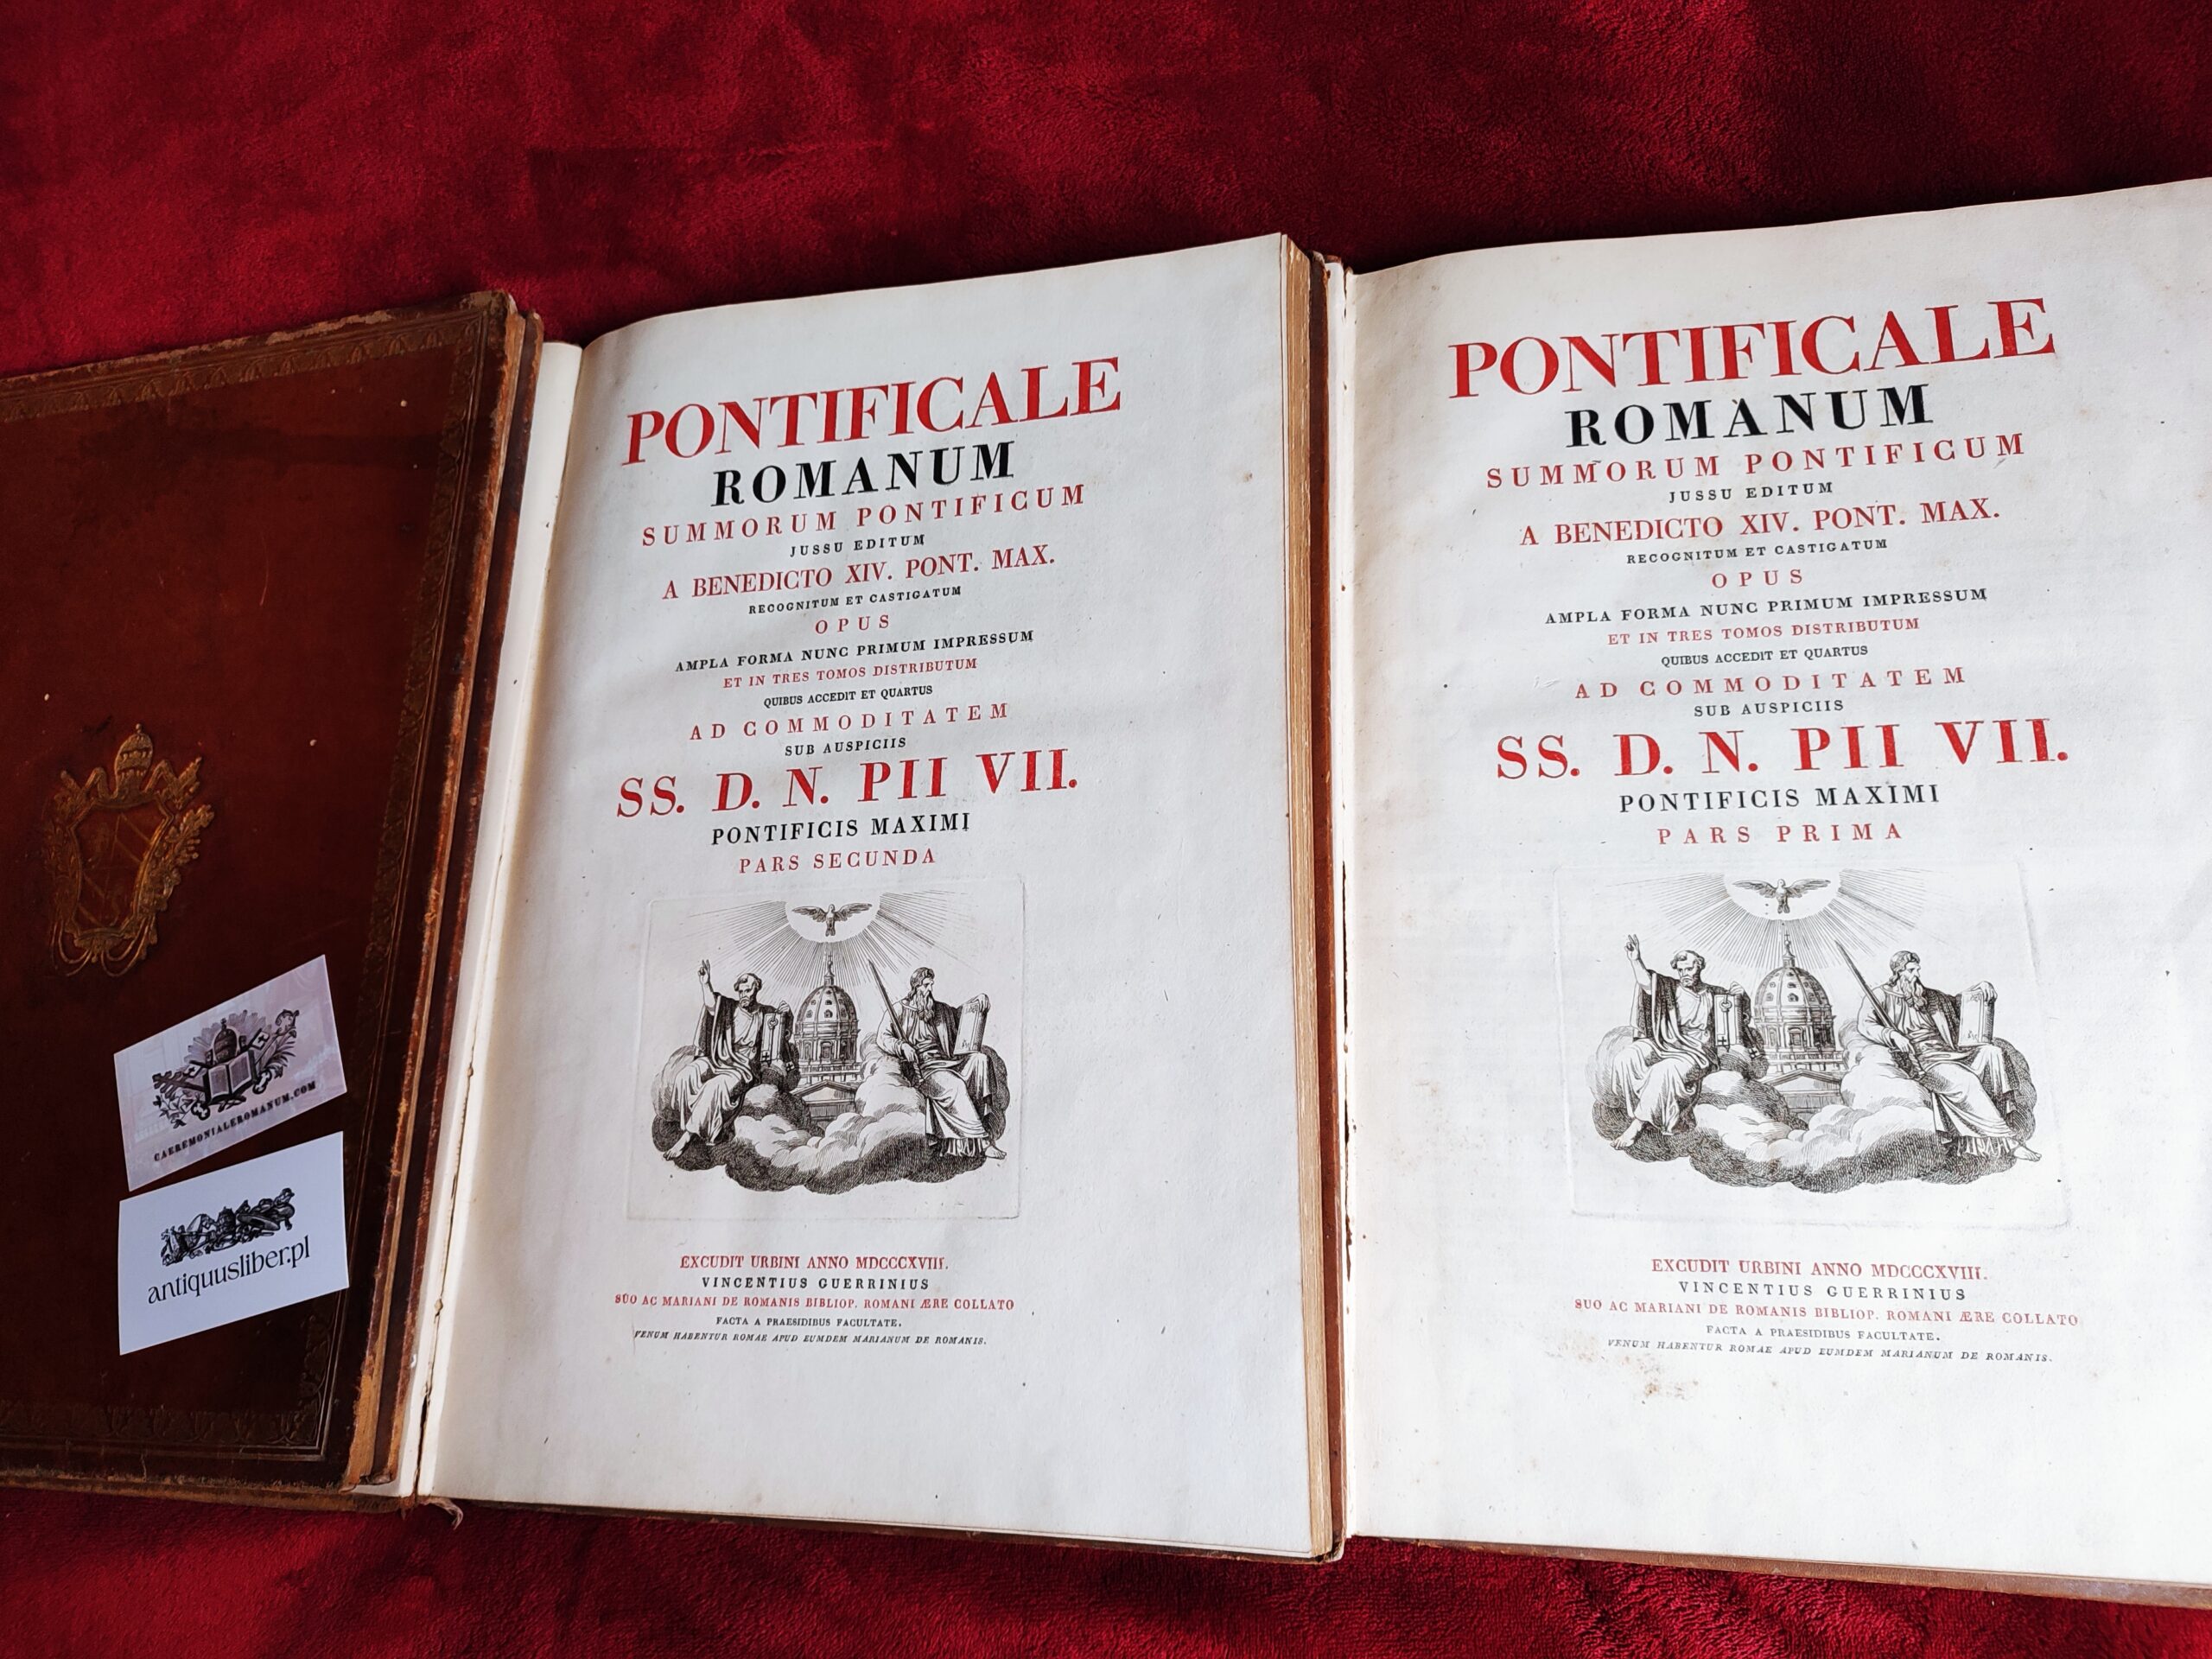 CAEREMONIALEROMANUM.COM
antiquusliber.pl
PONTIFICALE
ROMANUM
SUMMORUM PONTIFICUM
JUSSU EDITUM
A BENEDICTO XIV. PONT. MAX.
RECOGNITUM ET CASTIGATUM
OPUS
AMPLA FORMA NUNC PRIMUM IMPRESSUM
ET IN TRES TOMOS DISTRIBUTUM
QUIBUS ACCEDIT ET QUARTUS
AD COMMODITATEM
SUB AUSPICIIS
SS. D. N. PII VII.
PONTIFICIS MAXIMI
PARS SECUNDA
EXCUDIT URBINI ANNO MDCCCXVIII.
VINCENTIUS GUERRINIUS
SUO AC MARIANI DE ROMANIS BIBLIOP. ROMANI ÆRE COLLATO
FACTA A PRAESIDIBUS FACULTATE.
VENUM HABENTUR ROMAE APUD EUMDEM MARIANUM DE ROMANIS.
PONTIFICALE
ROMANUM
SUMMORUM PONTIFICUM
JUSSU EDITUM
A BENEDICTO XIV. PONT. MAX.
RECOGNITUM ET CASTIGATUM
OPUS
AMPLA FORMA NUNC PRIMUM IMPRESSUM
ET IN TRES TOMOS DISTRIBUTUM
QUIBUS ACCEDIT ET QUARTUS
AD COMMODITATEM
SUB AUSPICIIS
SS. D. N. PII VII.
PONTIFICIS MAXIMI
PARS PRIMA
EXCUDIT URBINI ANNO MDCCCXVIII.
VINCENTIUS GUERRINIUS
SUO AC MARIANI DE ROMANIS BIBLIOP. ROMANI ÆRE COLLATO
FACTA A PRAESIDIBUS FACULTATE.
VENUM HABENTUR ROMAE APUD EUMDEM MARIANUM DE ROMANIS.